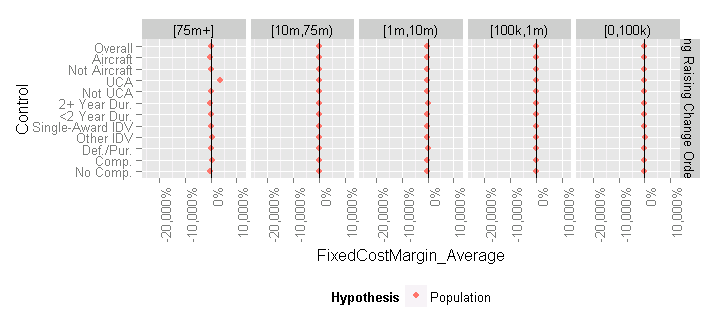 [75m+] [10m,75m) [1m,10m) [100k,1m) [0,100k)
Overall
Aircraft
Not Aircraft
UCA
Not UCA
2+ Year Dur.
<2 Year Dur.
Single-Award IDV
Other IDV
Def./Pur.
Comp.
No Comp.
Control
Raising Change Orde
-20,000% -10,000% 0% 10,000% -20,000% -10,000% 0% 10,000% -20,000% -10,000% 0% 10,000% -20,000% -10,000% 0% 10,000% -20,000% -10,000% 0% 10,000%
FixedCostMargin_Average
Hypothesis Population